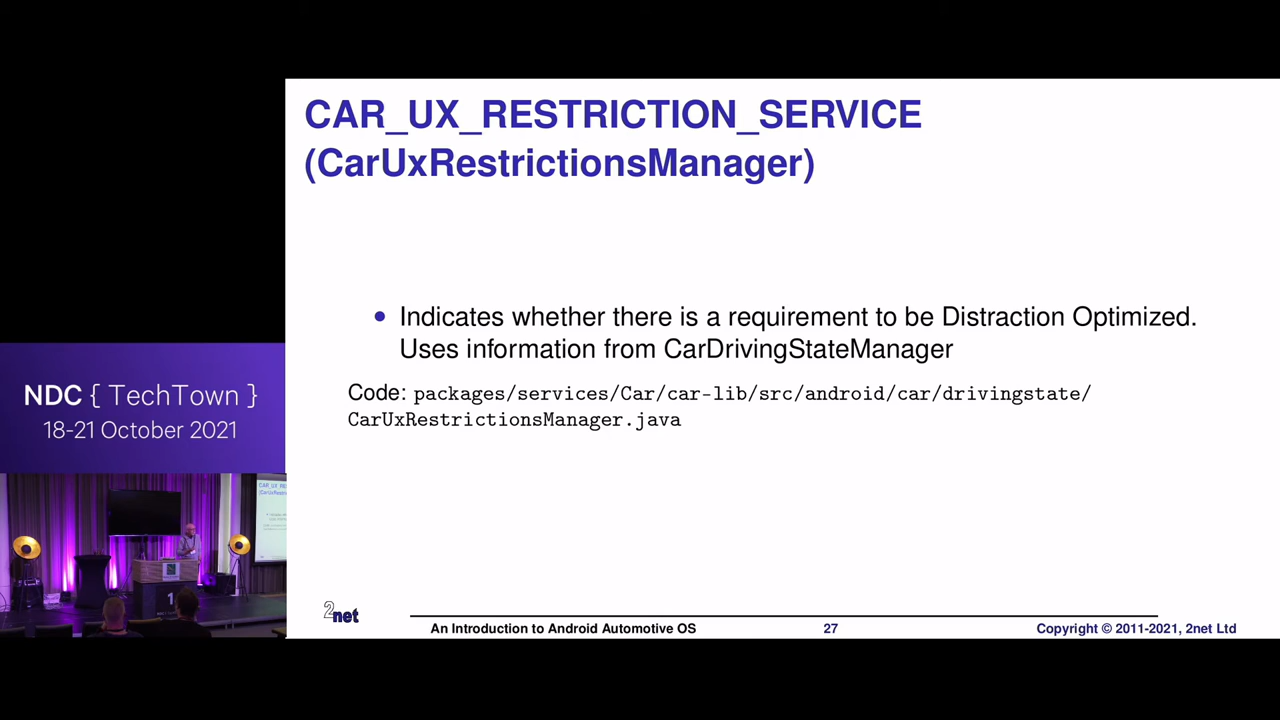 CAR_UX_RESTRICTION_SERVICE
(CarUxRestrictionsManager)
• Indicates whether there is a requirement to be Distraction Optimized.
Uses information from CarDrivingStateManager
Code: packages/services/Car/car-lib/src/android/car/drivingstate/
CarUxRestrictionsManager.java
NDC { TechTown }
18-21 October 2021
1
2net
An Introduction to Android Automotive OS
27
Copyright © 2011-2021, 2net Ltd